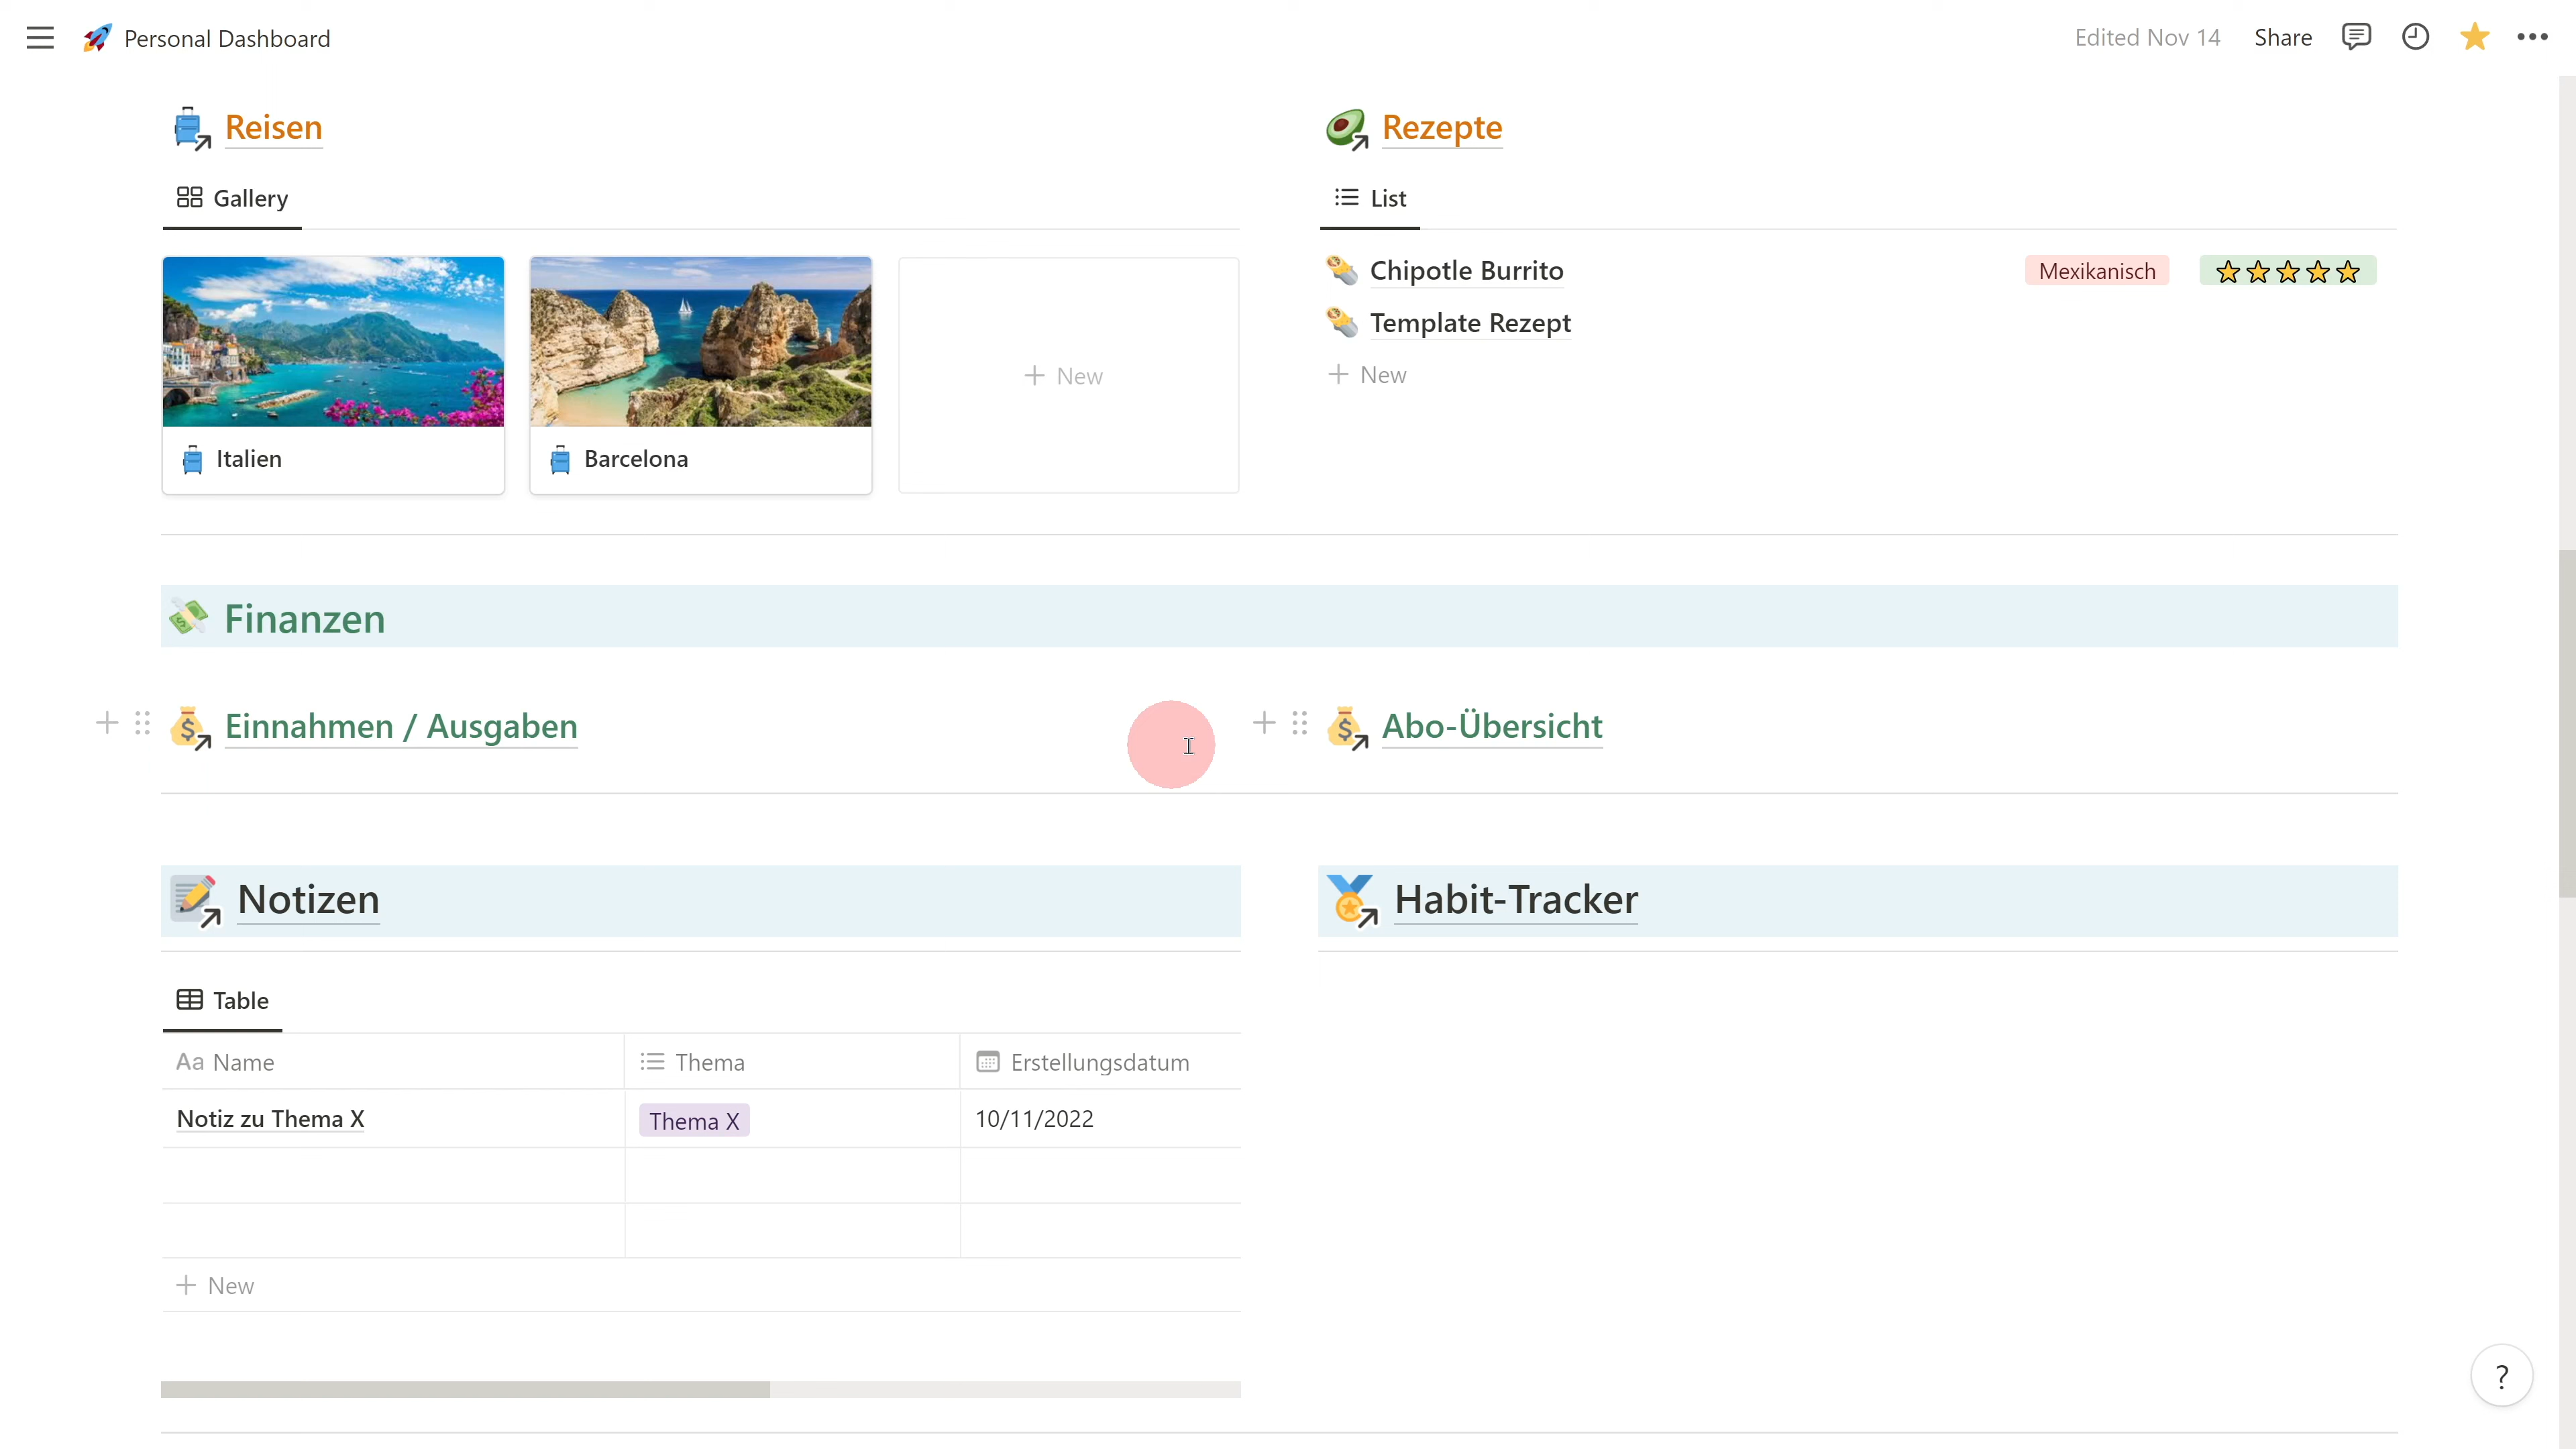 Personal Dashboard
Edited Nov 14 Share
Reisen
Gallery
Italien
Barcelona
+ New
Rezepte
List
Chipotle Burrito Mexikanisch
Template Rezept
+ New
Finanzen
Einnahmen / Ausgaben
Abo-Übersicht
Notizen
Table
Aa Name Thema Erstellungsdatum
Notiz zu Thema X Thema X 10/11/2022
+ New
Habit-Tracker
?